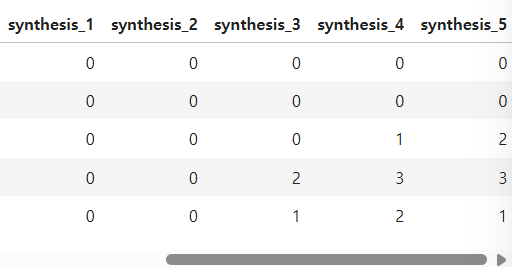 synthesis_1 synthesis_2 synthesis_3 synthesis_4 synthesis_5
0 0 0 0 0
0 0 0 0 0
0 0 0 1 2
0 0 2 3 3
0 0 1 2 1